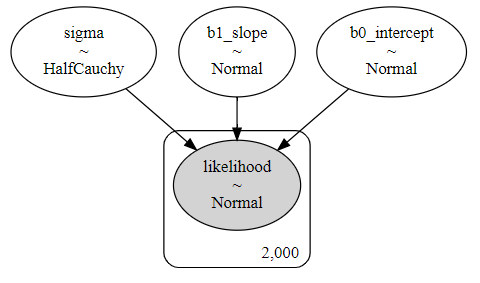 sigma
~
HalfCauchy
b1_slope
~
Normal
b0_intercept
~
Normal
likelihood
~
Normal
2,000